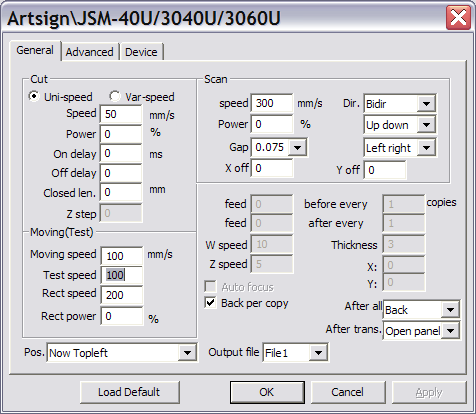 Artsign\JSM-40U/3040U/3060U
General Advanced Device
Cut
Uni-speed Var-speed
Speed 50 mm/s
Power 0 %
On delay 0 ms
Off delay 0
Closed len. 0 mm
Z step 0
Moving(Test)
Moving speed 100 mm/s
Test speed 100
Rect speed 200
Rect power 0 %
Scan
speed 300 mm/s Dir. Bidir
Power 0 % Up down
Gap 0.075 Left right
X off 0 Y off 0
feed 0 before every 1 copies
feed 0 after every 1
W speed 10 Thickness 3
Z speed 5 X: 0
Auto focus Y: 0
Back per copy
After all Back
After trans. Open panel
Pos. Now Topleft Output file File1
Load Default OK Cancel Apply